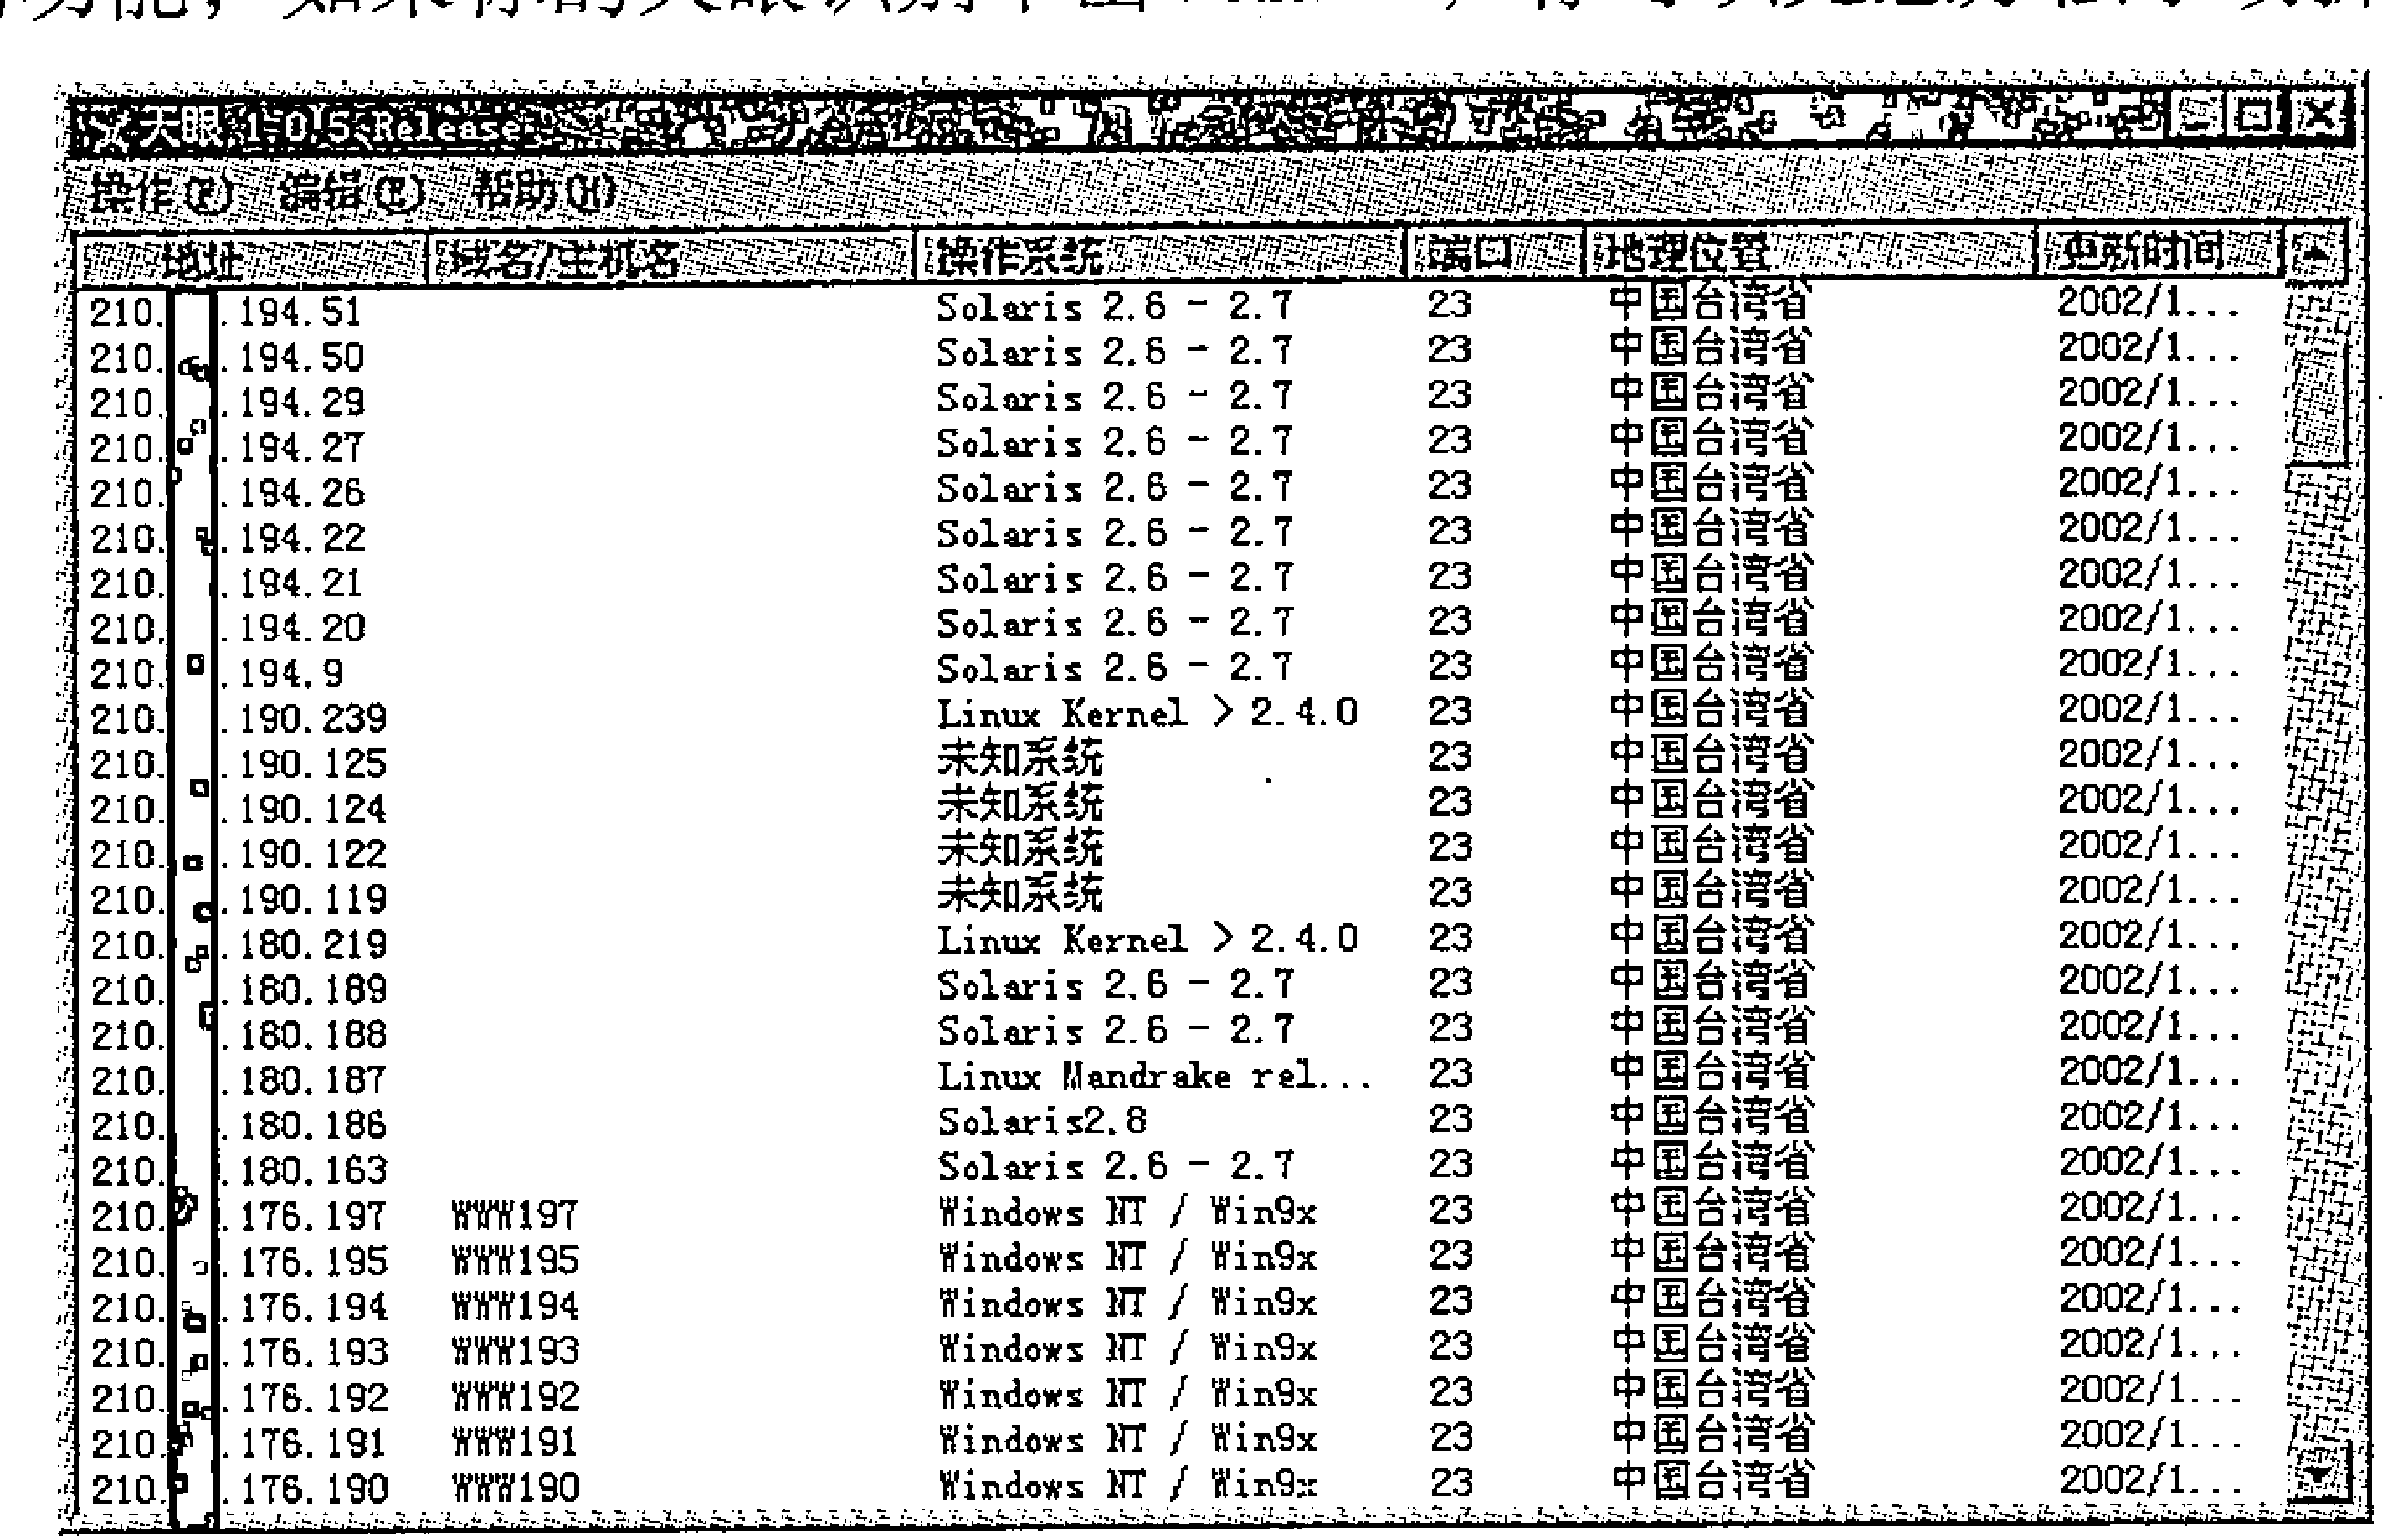 天眼 1.0.5 Release
操作(F) 编辑(E) 帮助(H)
地址 域名/主机名 操作系统 端口 地理位置 更新时间
210. .194.51 Solaris 2.6 - 2.7 23 中国台湾省 2002/1...
210. .194.50 Solaris 2.6 - 2.7 23 中国台湾省 2002/1...
210. .194.29 Solaris 2.6 - 2.7 23 中国台湾省 2002/1...
210. .194.27 Solaris 2.6 - 2.7 23 中国台湾省 2002/1...
210. .194.26 Solaris 2.6 - 2.7 23 中国台湾省 2002/1...
210. .194.22 Solaris 2.6 - 2.7 23 中国台湾省 2002/1...
210. .194.21 Solaris 2.6 - 2.7 23 中国台湾省 2002/1...
210. .194.20 Solaris 2.6 - 2.7 23 中国台湾省 2002/1...
210. .194.9 Solaris 2.6 - 2.7 23 中国台湾省 2002/1...
210. .190.239 Linux Kernel > 2.4.0 23 中国台湾省 2002/1...
210. .190.125 未知系统 23 中国台湾省 2002/1...
210. .190.124 未知系统 23 中国台湾省 2002/1...
210. .190.122 未知系统 23 中国台湾省 2002/1...
210. .190.119 未知系统 23 中国台湾省 2002/1...
210. .180.219 Linux Kernel > 2.4.0 23 中国台湾省 2002/1...
210. .180.189 Solaris 2.6 - 2.7 23 中国台湾省 2002/1...
210. .180.188 Solaris 2.6 - 2.7 23 中国台湾省 2002/1...
210. .180.187 Linux Mandrake rel... 23 中国台湾省 2002/1...
210. .180.186 Solaris2.8 23 中国台湾省 2002/1...
210. .180.163 Solaris 2.6 - 2.7 23 中国台湾省 2002/1...
210. .176.197 WWW197 Windows NT / Win9x 23 中国台湾省 2002/1...
210. .176.195 WWW195 Windows NT / Win9x 23 中国台湾省 2002/1...
210. .176.194 WWW194 Windows NT / Win9x 23 中国台湾省 2002/1...
210. .176.193 WWW193 Windows NT / Win9x 23 中国台湾省 2002/1...
210. .176.192 WWW192 Windows NT / Win9x 23 中国台湾省 2002/1...
210. .176.191 WWW191 Windows NT / Win9x 23 中国台湾省 2002/1...
210. .176.190 WWW190 Windows NT / Win9x 23 中国台湾省 2002/1...